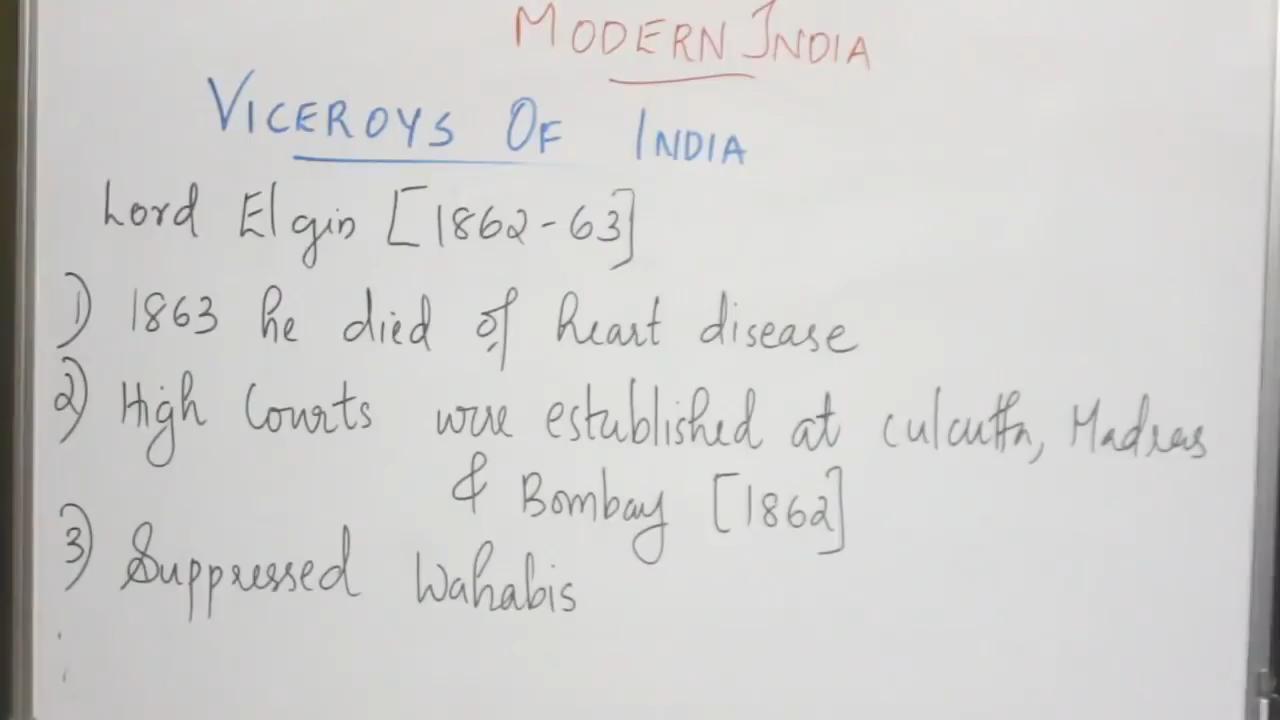 MODERN INDIA
VICEROYS OF INDIA
Lord Elgin [1862-63]
1) 1863 he died of heart disease
2) High Courts were established at Culcutta, Madras
& Bombay [1862]
3) Suppressed Wahabis